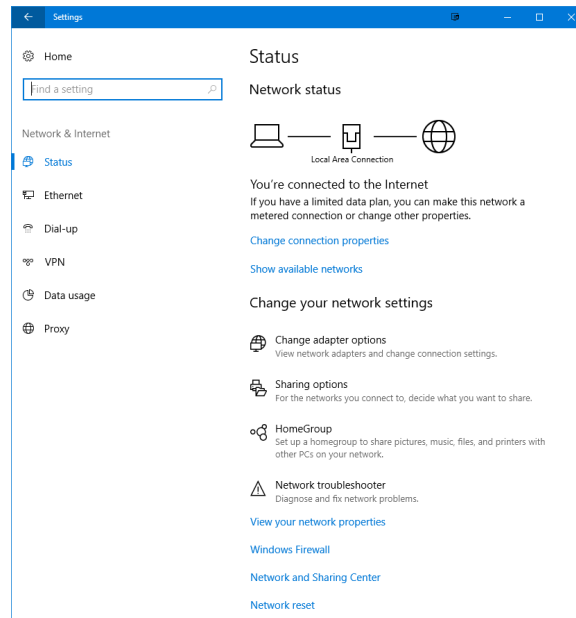 Settings
Home
Find a setting
Network & Internet
Status
Ethernet
Dial-up
VPN
Data usage
Proxy
Status
Network status
Local Area Connection
You're connected to the Internet
If you have a limited data plan, you can make this network a
metered connection or change other properties.
Change connection properties
Show available networks
Change your network settings
Change adapter options
View network adapters and change connection settings.
Sharing options
For the networks you connect to, decide what you want to share.
HomeGroup
Set up a homegroup to share pictures, music, files, and printers with
other PCs on your network.
Network troubleshooter
Diagnose and fix network problems.
View your network properties
Windows Firewall
Network and Sharing Center
Network reset